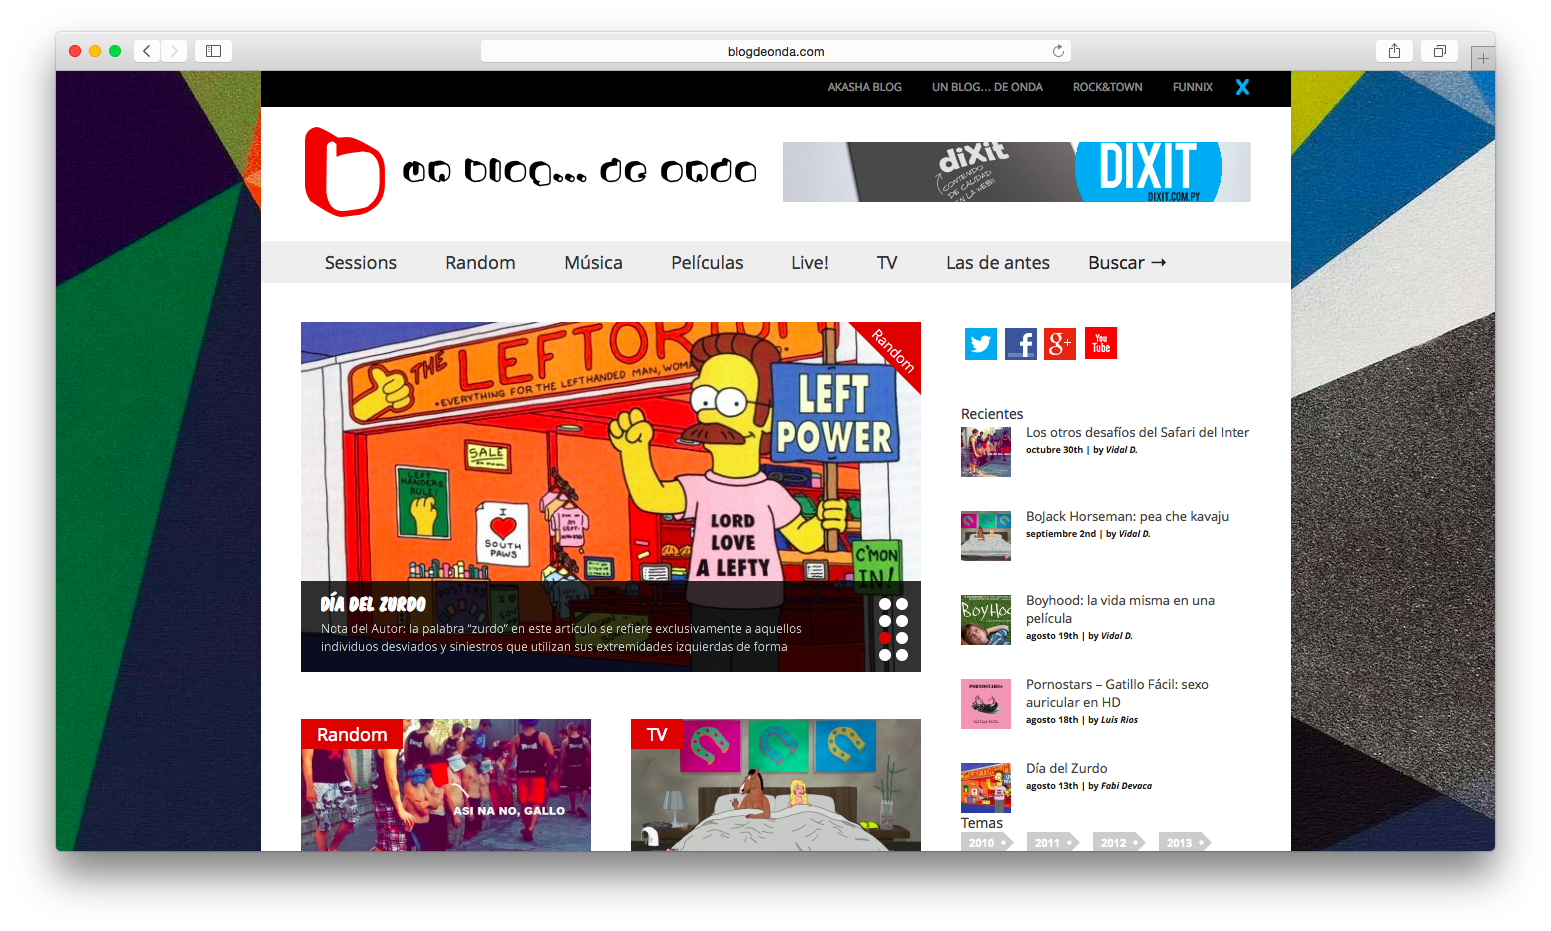 blogdeonda.com
AKASHA BLOG
UN BLOG... DE ONDA
ROCK&TOWN
FUNNIX
X
b un blog... de onda
diXit
CONTENIDO
DE CALIDAD
EN LA WEB!!
DIXIT
DIXIT.COM.PY
Sessions
Random
Música
Películas
Live!
TV
Las de antes
Buscar →
THE LEFTORIUM
•EVERYTHING FOR THE LEFTHANDED MAN, WOMA
Random
LEFT
POWER
SALE
LEFT
HANDERS
RULE!
I
SOUTH
PAWS
LORD
LOVE
A LEFTY
C'MON
IN!
POSTERS
DÍA DEL ZURDO
Nota del Autor: la palabra “zurdo” en este artículo se refiere exclusivamente a aquellos
individuos desviados y siniestros que utilizan sus extremidades izquierdas de forma
Random
ASI NA NO, GALLO
TV
f
g+
You
Tube
Recientes
Los otros desafíos del Safari del Inter
octubre 30th | by Vidal D.
BoJack Horseman: pea che kavaju
septiembre 2nd | by Vidal D.
BOYHOO
Boyhood: la vida misma en una
película
agosto 19th | by Vidal D.
PORNOSTARS
Pornostars – Gatillo Fácil: sexo
auricular en HD
agosto 18th | by Luis Rios
Día del Zurdo
agosto 13th | by Fabi Devaca
Temas
2010
2011
2012
2013